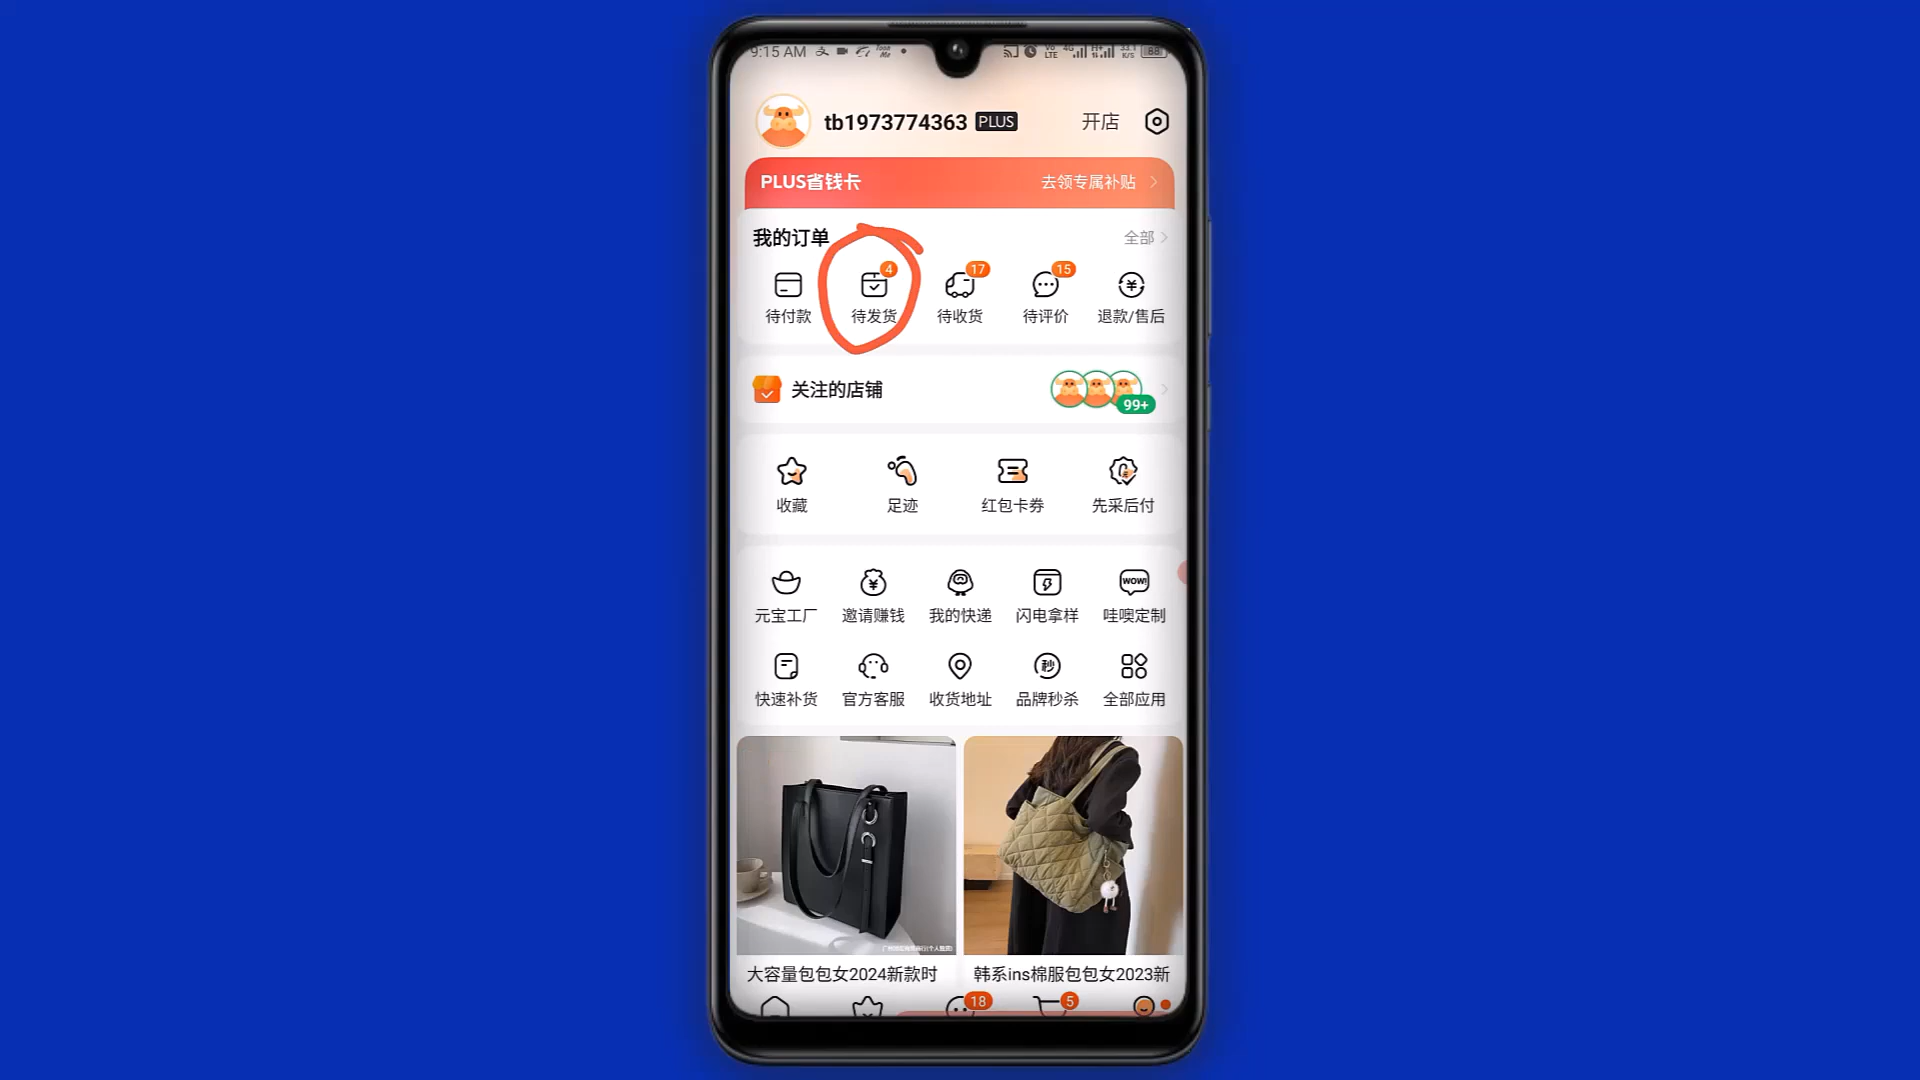 9:15 AM
tb1973774363 PLUS 开店
PLUS省钱卡 去领专属补贴
我的订单 全部
4 17 15
待付款 待发货 待收货 待评价 退款/售后
关注的店铺 99+
收藏 足迹 红包卡券 先采后付
WOW!
元宝工厂 邀请赚钱 我的快递 闪电拿样 哇噢定制
秒
快速补货 官方客服 收货地址 品牌秒杀 全部应用
大容量包包女2024新款时 韩系ins棉服包包女2023新
18 5